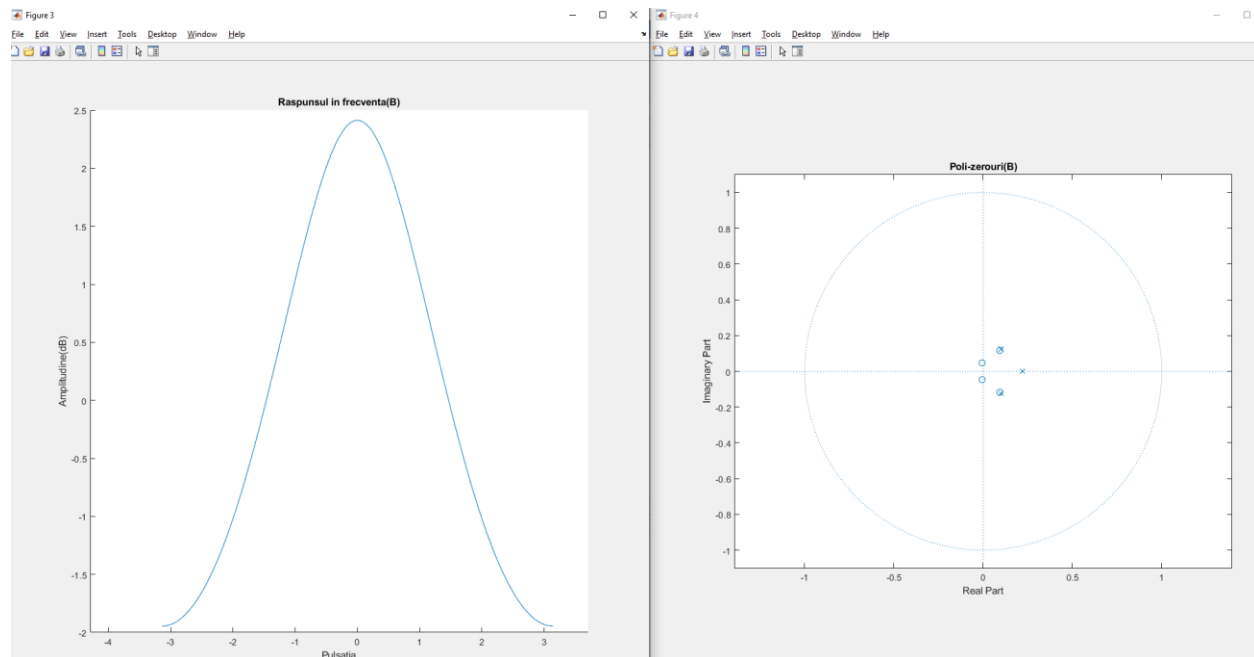 Figure 3
File Edit View Insert Tools Desktop Window Help
Raspunsul in frecventa(B)
2.5
2
1.5
1
0.5
0
-0.5
-1
-1.5
-2
Amplitudine(dB)
-4 -3 -2 -1 0 1 2 3
Pulsatia
Figure 4
File Edit View Insert Tools Desktop Window Help
Poli-zerouri(B)
1
0.8
0.6
0.4
0.2
0
-0.2
-0.4
-0.6
-0.8
-1
Imaginary Part
-1 -0.5 0 0.5 1
Real Part